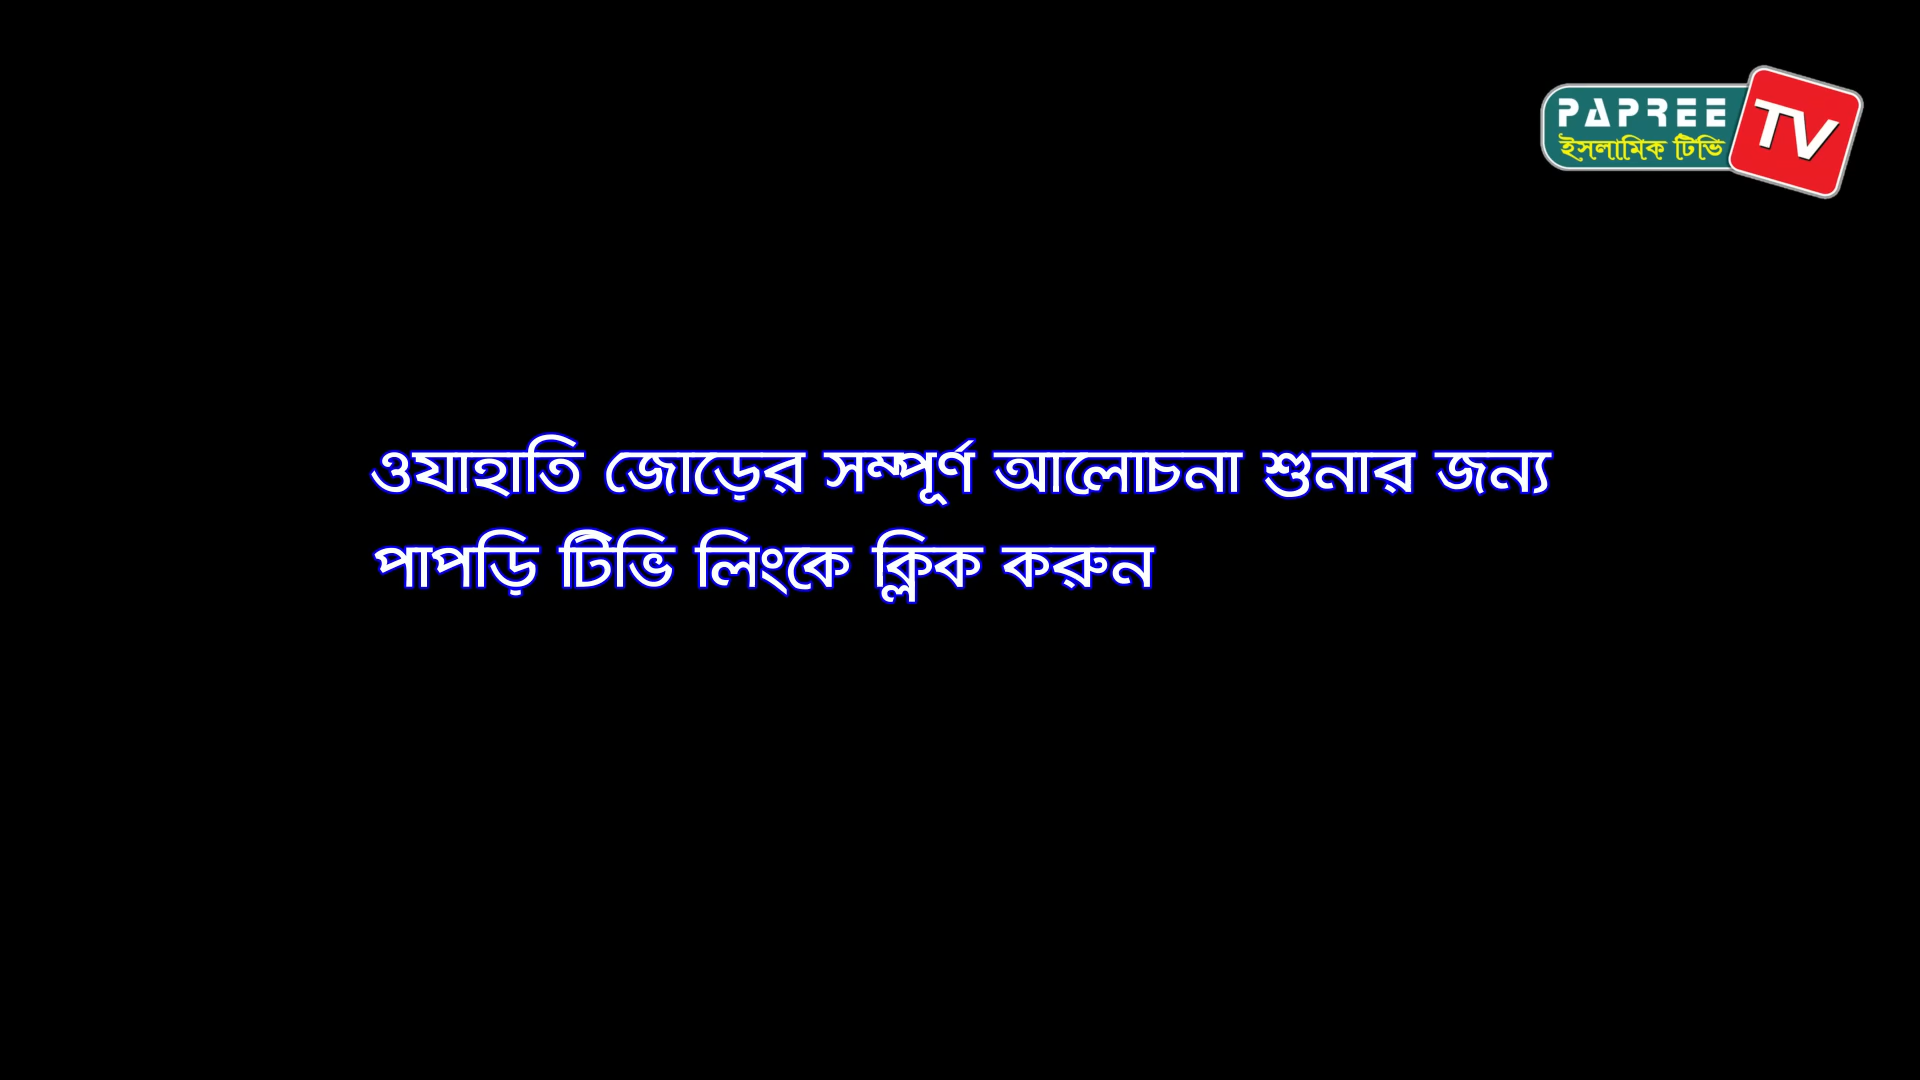 PAPREE TV
ইসলামিক টিভি
ওযাহাতি জোড়ের সম্পূর্ণ আলোচনা শুনার জন্য
পাপড়ি টিভি লিংকে ক্লিক করুন